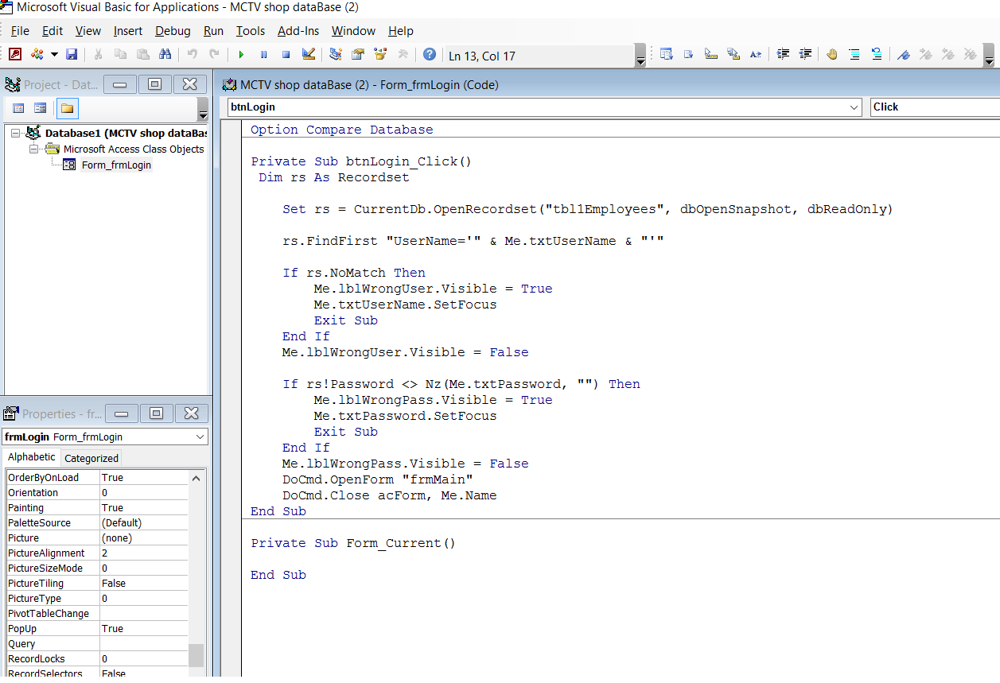 Microsoft Visual Basic for Applications - MCTV shop dataBase (2)
File Edit View Insert Debug Run Tools Add-Ins Window Help
Ln 13, Col 17
Project - Dat...
Database1 (MCTV shop dataBas
Microsoft Access Class Objects
Form_frmLogin
Properties - fr...
frmLogin Form_frmLogin
Alphabetic Categorized
OrderByOnLoad True
Orientation 0
Painting True
PaletteSource (Default)
Picture (none)
PictureAlignment 2
PictureSizeMode 0
PictureTiling False
PictureType 0
PivotTableChange
PopUp True
Query
RecordLocks 0
RecordSelectors False
MCTV shop dataBase (2) - Form_frmLogin (Code)
btnLogin Click
Option Compare Database
Private Sub btnLogin_Click()
Dim rs As Recordset
Set rs = CurrentDb.OpenRecordset("tbl1Employees", dbOpenSnapshot, dbReadOnly)
rs.FindFirst "UserName='" & Me.txtUserName & "'"
If rs.NoMatch Then
Me.lblWrongUser.Visible = True
Me.txtUserName.SetFocus
Exit Sub
End If
Me.lblWrongUser.Visible = False
If rs!Password <> Nz(Me.txtPassword, "") Then
Me.lblWrongPass.Visible = True
Me.txtPassword.SetFocus
Exit Sub
End If
Me.lblWrongPass.Visible = False
DoCmd.OpenForm "frmMain"
DoCmd.Close acForm, Me.Name
End Sub
Private Sub Form_Current()
End Sub